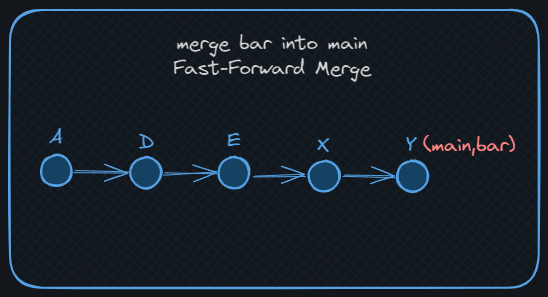 merge bar into main
Fast-Forward Merge
A D E X Y (main,bar)